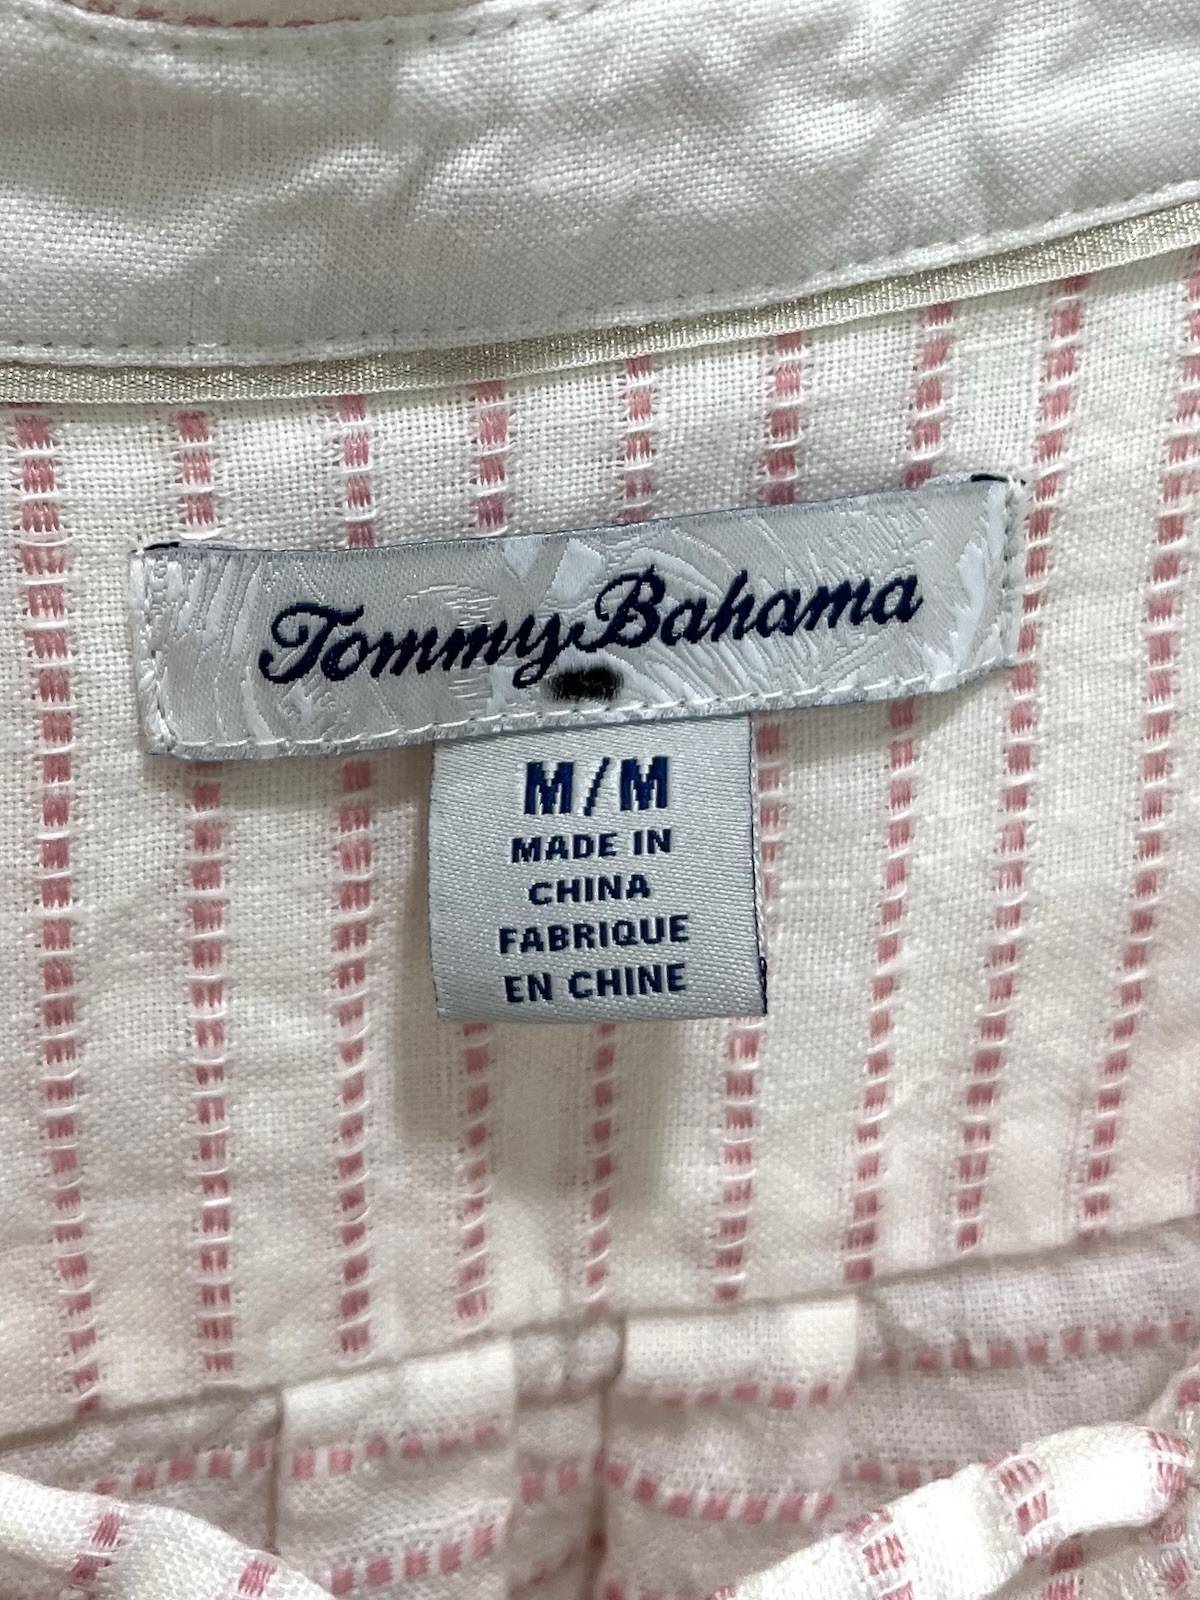 Tommy Bahama
M/M
MADE IN
CHINA
FABRIQUE
EN CHINE